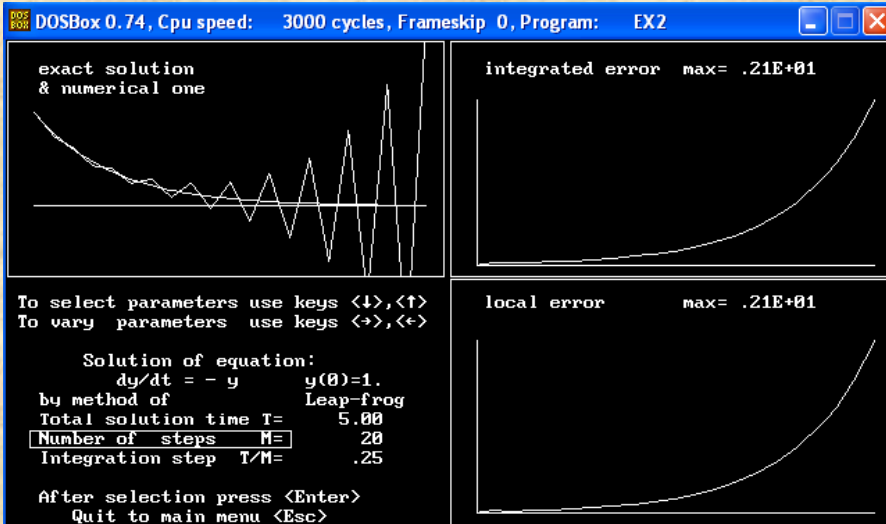 DOSBox 0.74, Cpu speed: 3000 cycles, Frameskip 0, Program: EX2
exact solution
& numerical one
integrated error max= .21E+01
To select parameters use keys <↓>,<↑>
To vary parameters use keys <→>,<←>
Solution of equation:
dy/dt = - y y(0)=1.
by method of Leap-frog
Total solution time T= 5.00
Number of steps M= 20
Integration step T/M= .25
After selection press <Enter>
Quit to main menu <Esc>
local error max= .21E+01